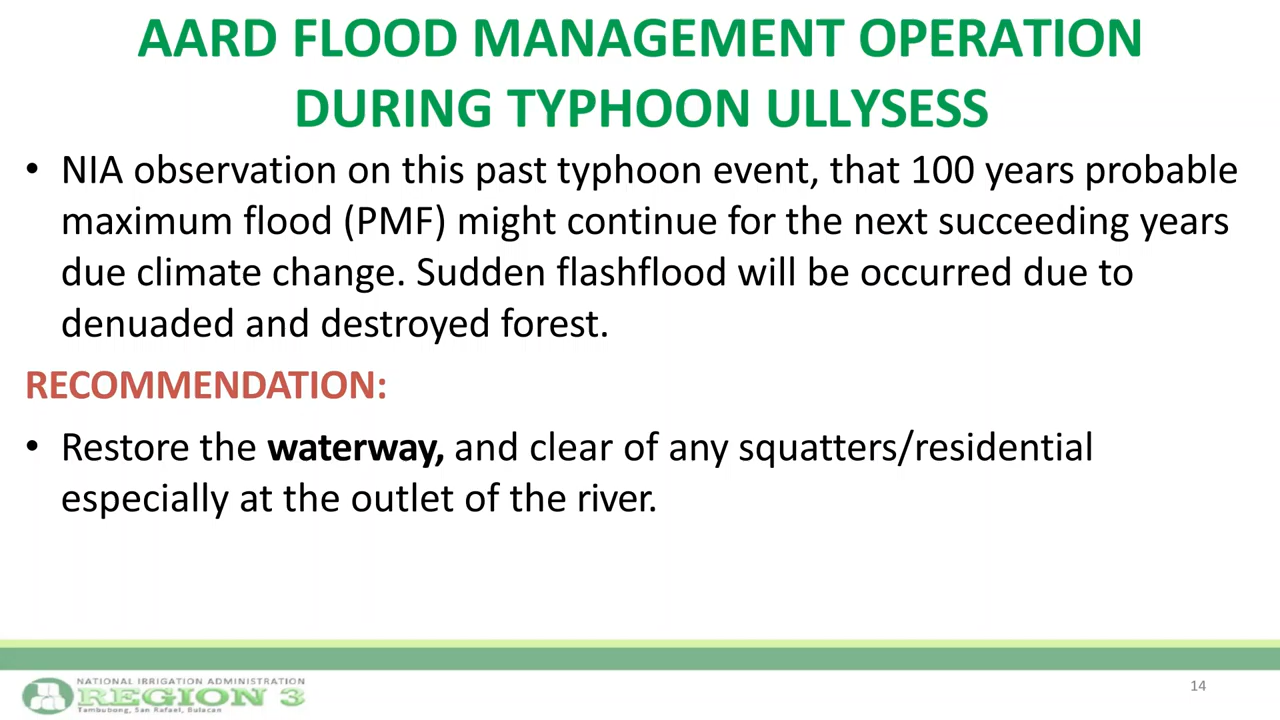 AARD FLOOD MANAGEMENT OPERATION
DURING TYPHOON ULLYSESS
• NIA observation on this past typhoon event, that 100 years probable
maximum flood (PMF) might continue for the next succeeding years
due climate change. Sudden flashflood will be occurred due to
denuaded and destroyed forest.
RECOMMENDATION:
• Restore the waterway, and clear of any squatters/residential
especially at the outlet of the river.
NATIONAL IRRIGATION ADMINISTRATION
REGION 3
Tambubong, San Rafael, Bulacan
14